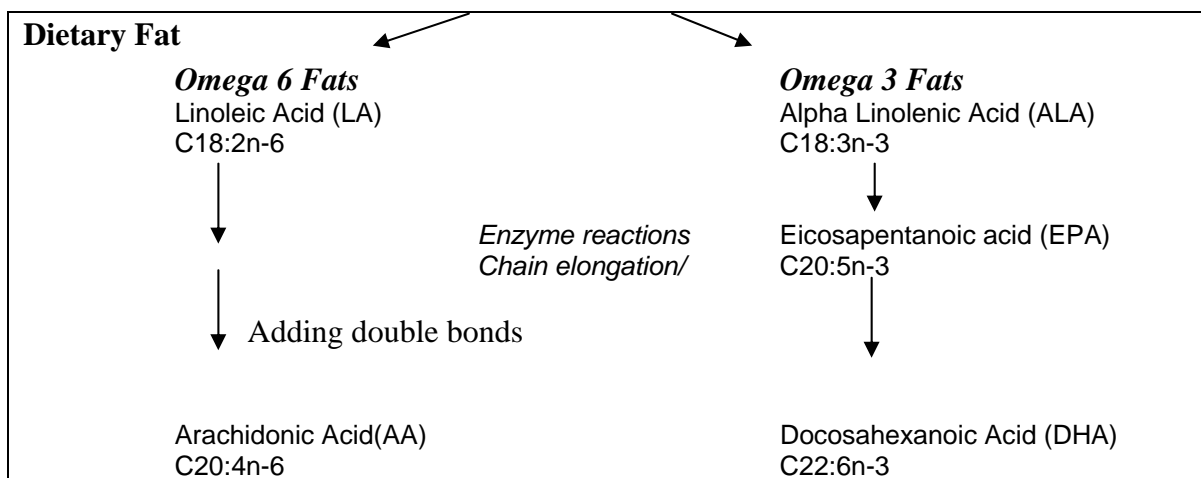 Dietary Fat
Omega 6 Fats
Linoleic Acid (LA)
C18:2n-6
Omega 3 Fats
Alpha Linolenic Acid (ALA)
C18:3n-3
Enzyme reactions
Chain elongation/
Adding double bonds
Eicosapentanoic acid (EPA)
C20:5n-3
Arachidonic Acid(AA)
C20:4n-6
Docosahexanoic Acid (DHA)
C22:6n-3